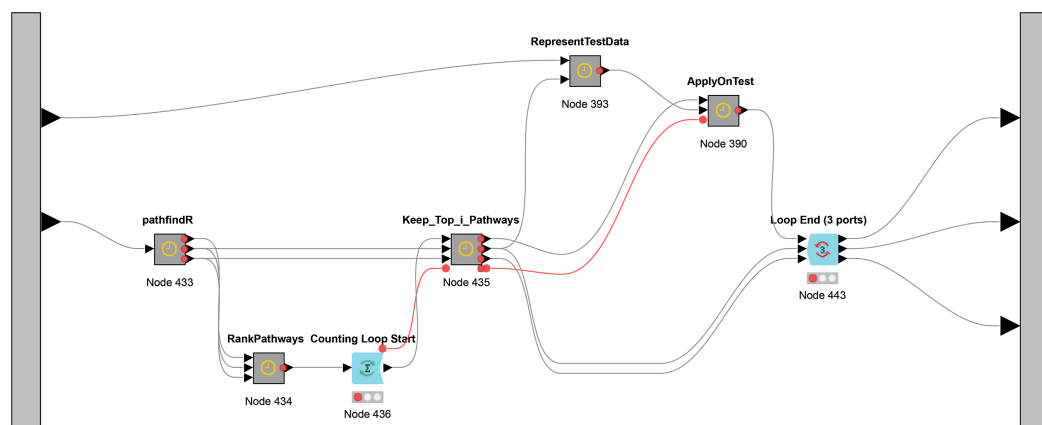 RepresentTestData
Node 393
ApplyOnTest
Node 390
pathfindR
Node 433
Keep_Top_i_Pathways
Node 435
Loop End (3 ports)
3
Node 443
RankPathways
Node 434
Counting Loop Start
Σ
Node 436